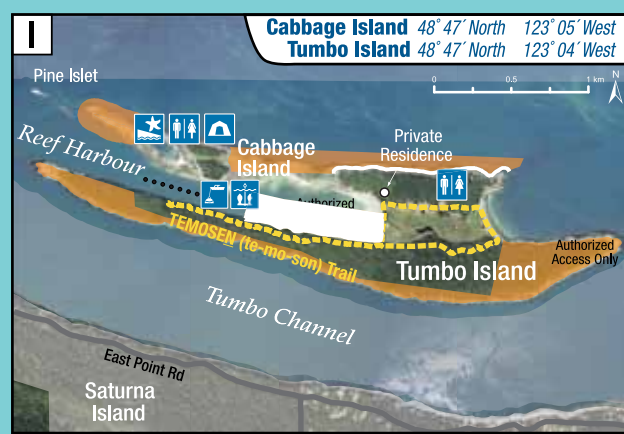 I
Cabbage Island 48° 47´ North 123° 05´ West
Tumbo Island 48° 47´ North 123° 04´ West
0 0.5 1 km
N
Pine Islet
Reef Harbour
Cabbage
Island
Private
Residence
Authorized
TEMOSEN (te-mo-son) Trail
Tumbo Island
Authorized
Access Only
Tumbo Channel
East Point Rd
Saturna
Island